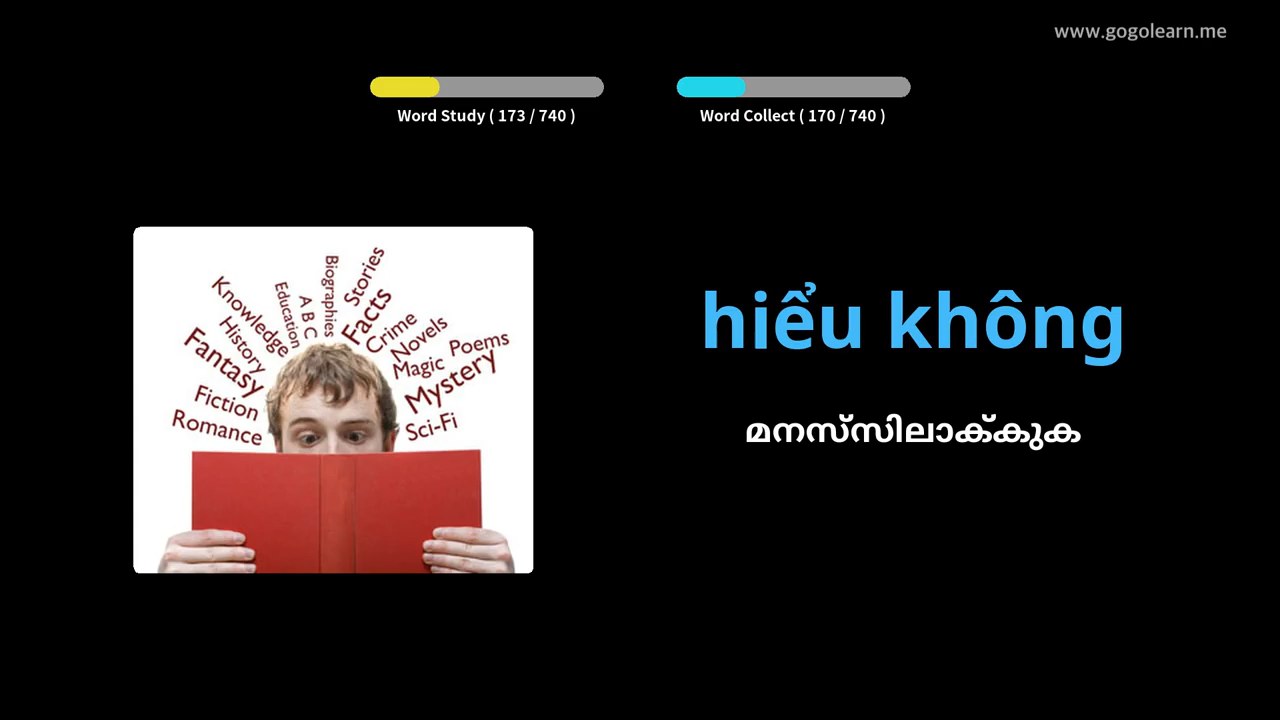 www.gogolearn.me
Word Study ( 173 / 740 )
Word Collect ( 170 / 740 )
Knowledge
History
Fantasy
Fiction
Romance
Education
A B C
Biographies
Stories
Facts
Crime
Novels
Magic
Poems
Mystery
Sci-Fi
hiểu không
മനസ്സിലാക്കുക